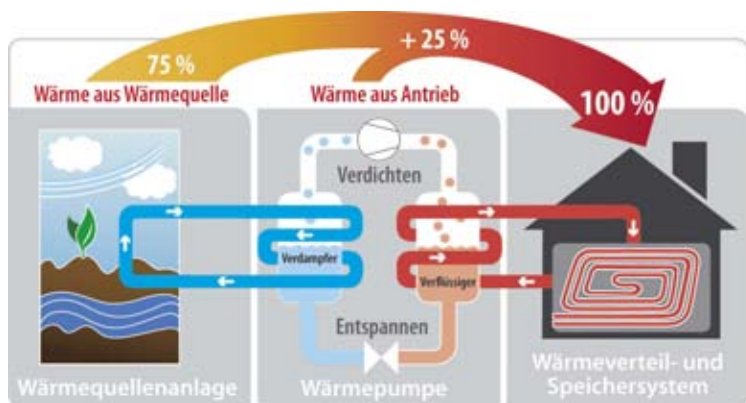 75 %
+ 25 %
Wärme aus Wärmequelle
Wärme aus Antrieb
100 %
Verdichten
Verdampfer
Verflüssiger
Entspannen
Wärmequellenanlage
Wärmepumpe
Wärmeverteil- und
Speichersystem